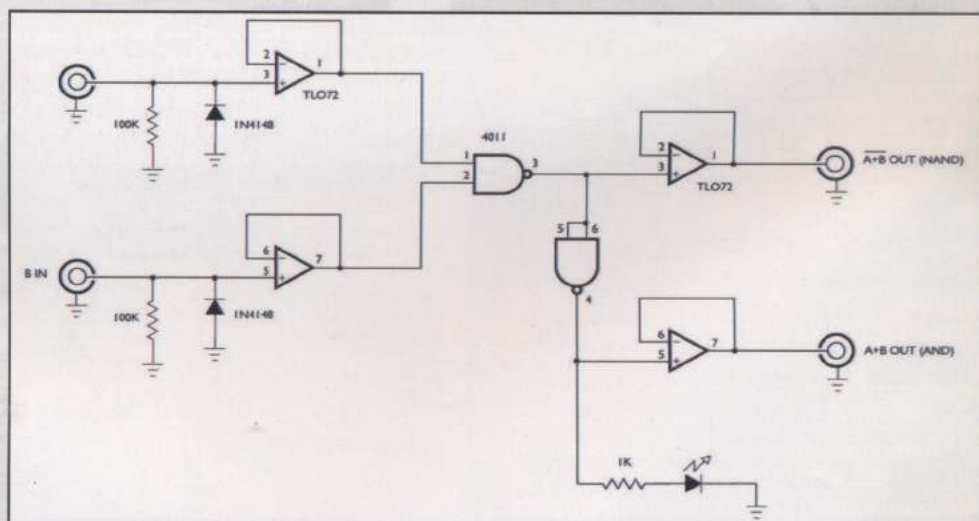 2
1
3
TLO72
100K
1N4148
4011
1
3
2
2
1
3
TLO72
A+B OUT (NAND)
5
6
6
7
5
B IN
100K
1N4148
4
6
7
5
A+B OUT (AND)
1K